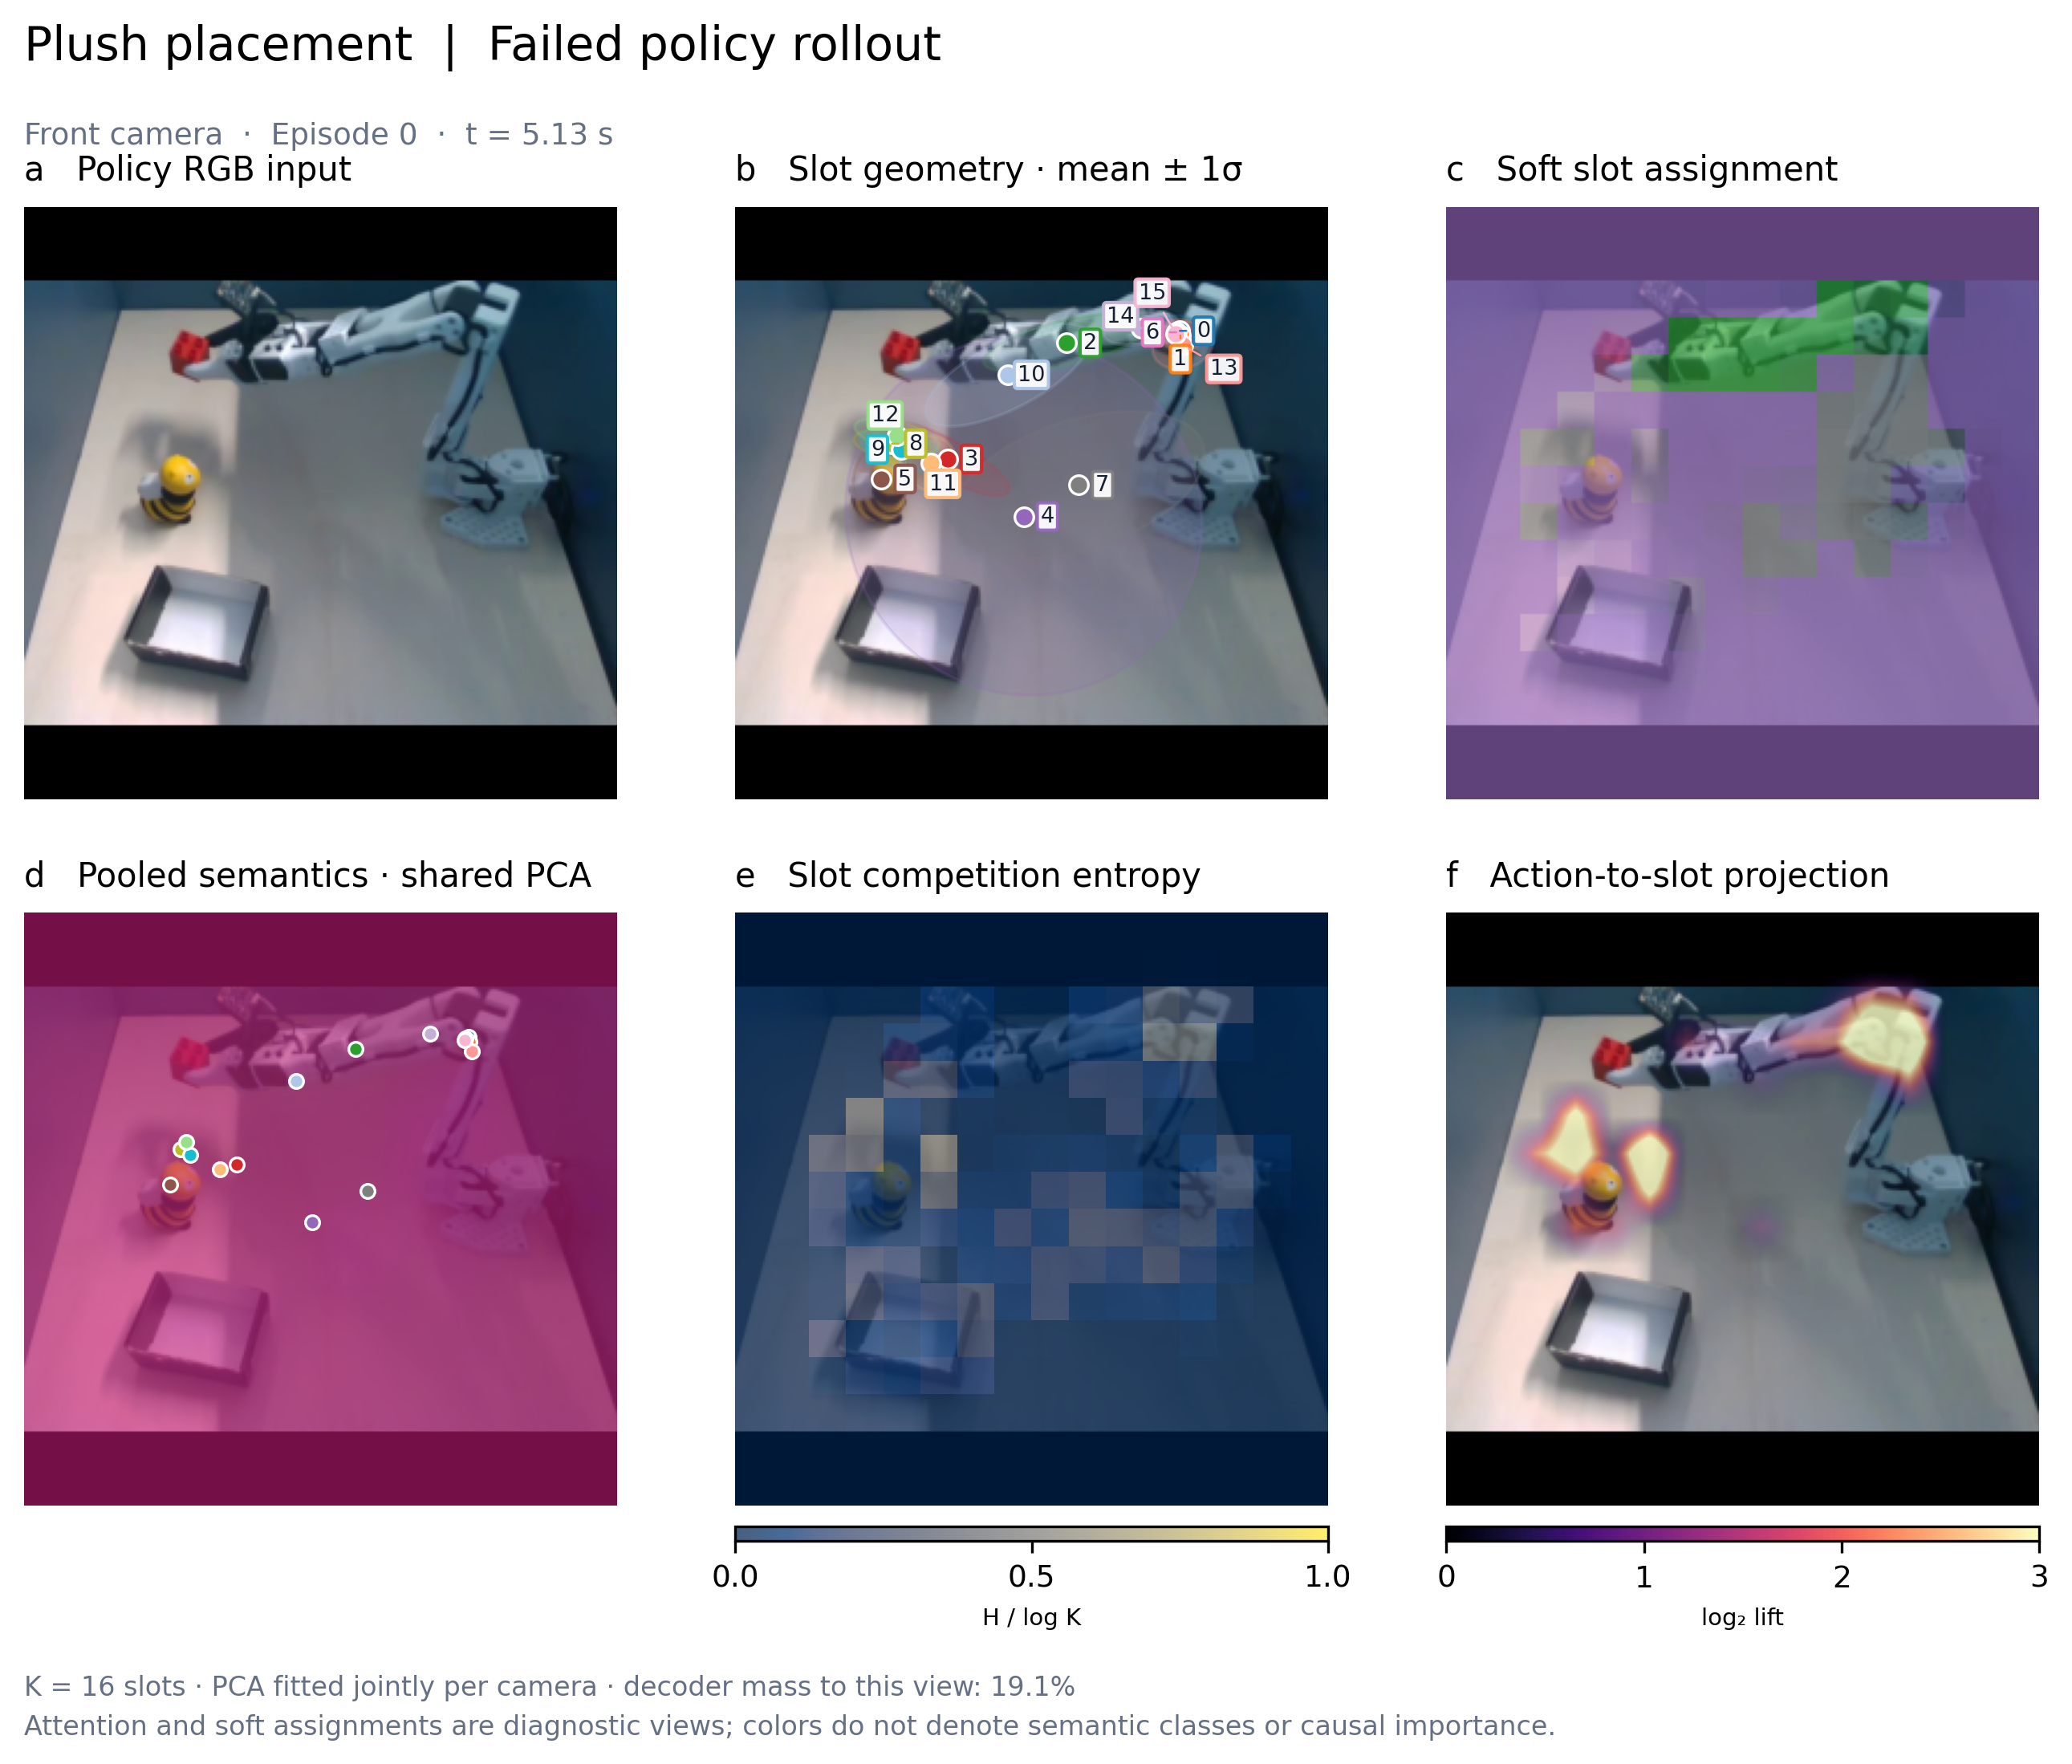 Plush placement | Failed policy rollout
Front camera · Episode 0 · t = 5.13 s
a Policy RGB input
b Slot geometry · mean ± 1σ
c Soft slot assignment
15
14
6
0
2
1
13
10
12
9
8
3
5
11
7
4
d Pooled semantics · shared PCA
e Slot competition entropy
f Action-to-slot projection
0.0 0.5 1.0
H / log K
0 1 2 3
log₂ lift
K = 16 slots · PCA fitted jointly per camera · decoder mass to this view: 19.1%
Attention and soft assignments are diagnostic views; colors do not denote semantic classes or causal importance.